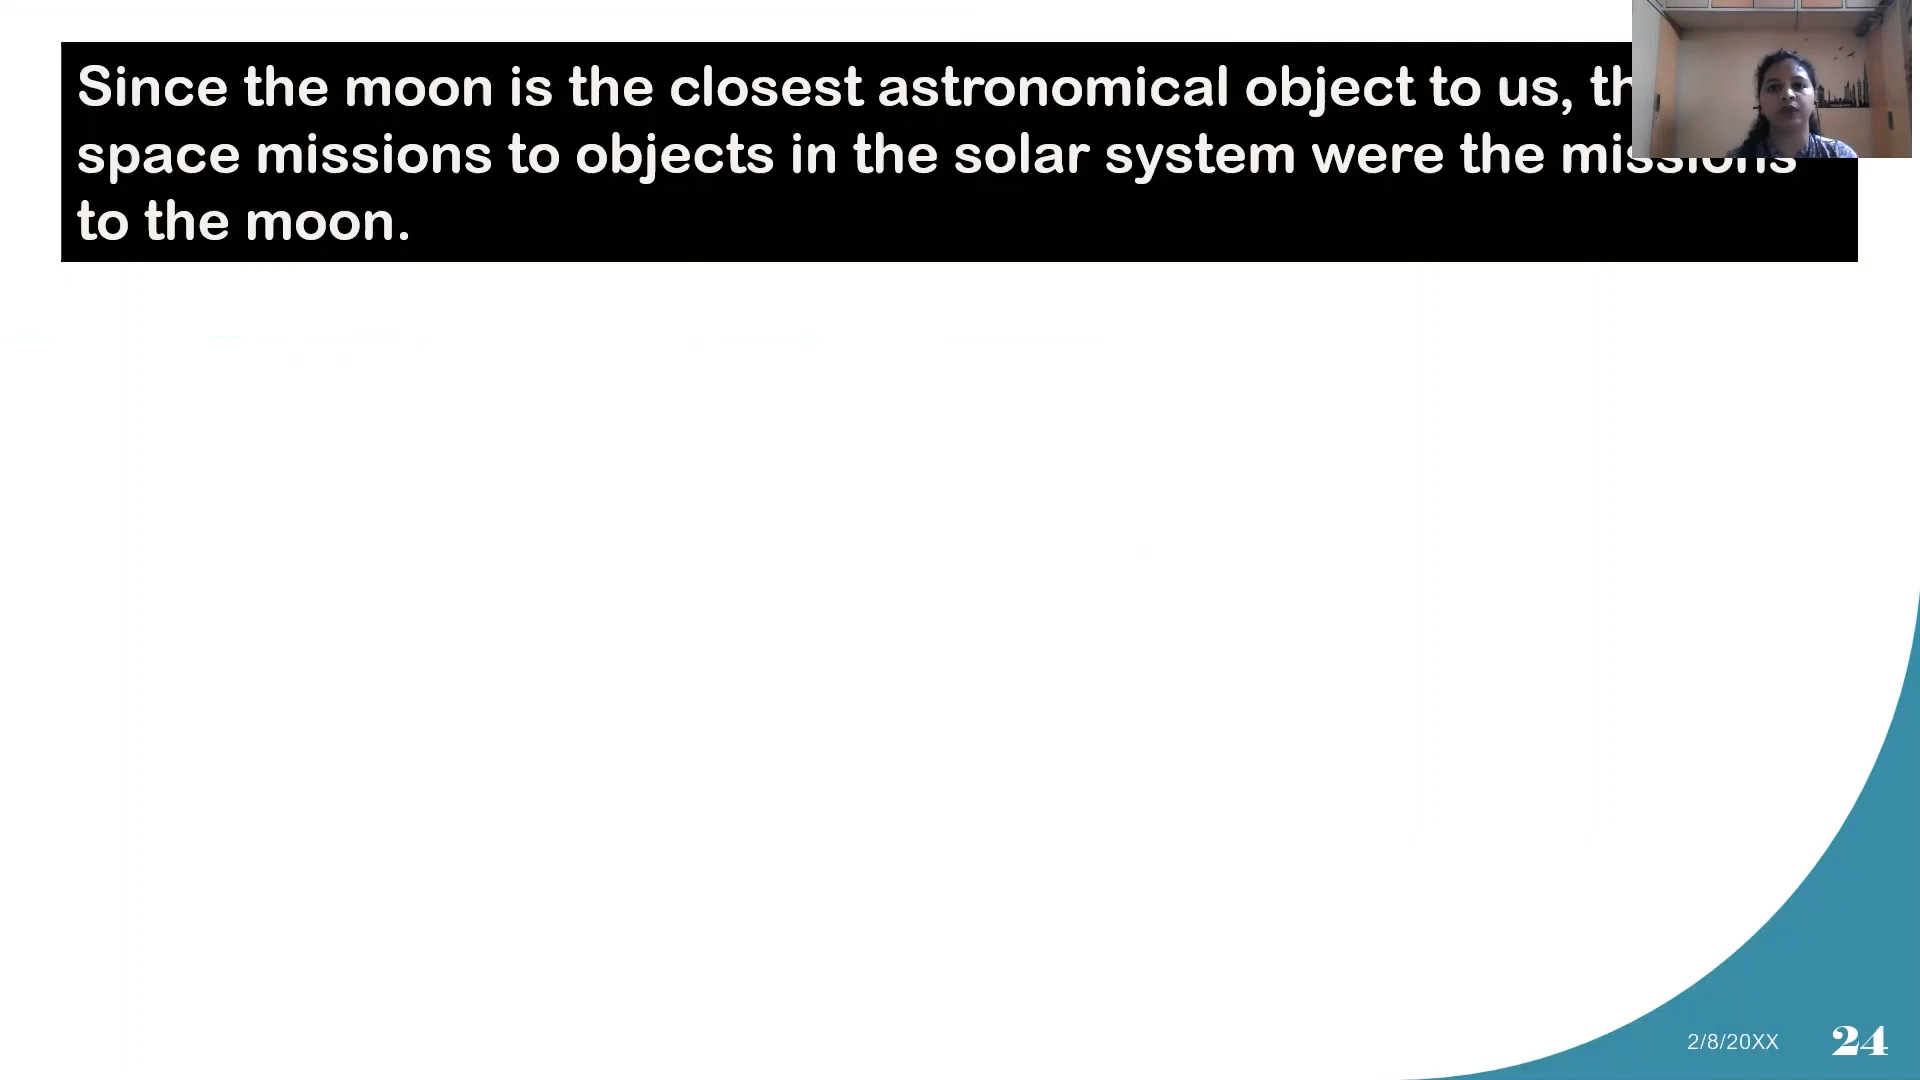 Since the moon is the closest astronomical object to us,
space missions to objects in the solar system were the missions
to the moon.
2/8/20XX
24